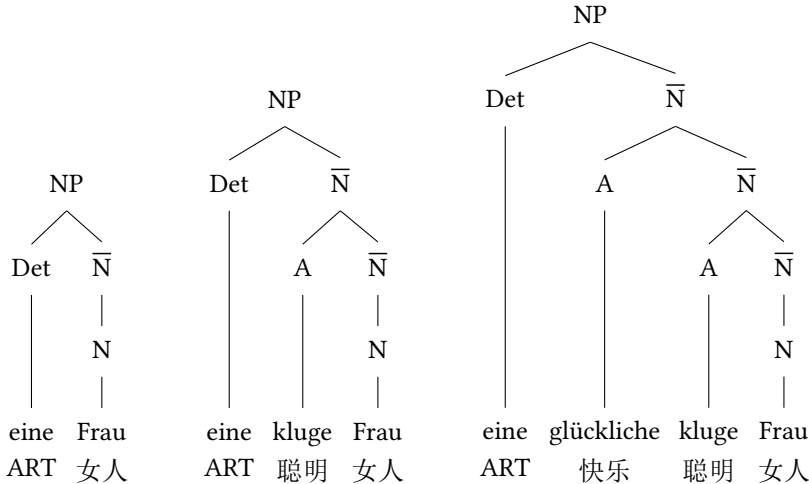 NP
Det N̅
A N̅
NP
Det N̅
A N̅
NP
Det N̅
A N̅
N
N
N
eine Frau
ART 女人
eine kluge Frau
ART 聪明 女人
eine glückliche kluge Frau
ART 快乐 聪明 女人